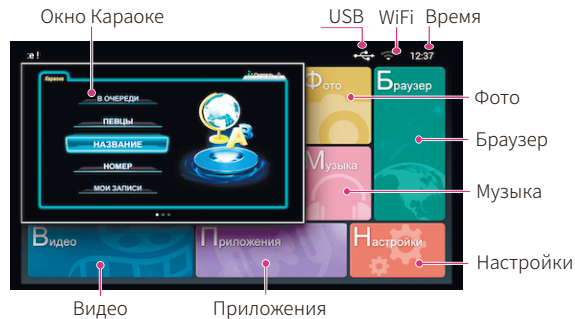 Окно Караоке
USB WiFi Время
:е !
12:37
Караоке
В ОЧЕРЕДИ
ПЕВЦЫ
НАЗВАНИЕ
НОМЕР
МОИ ЗАПИСИ
Фото
Браузер
Музыка
Видео
Приложения
Настройки
Фото
Браузер
Музыка
Настройки
Видео
Приложения